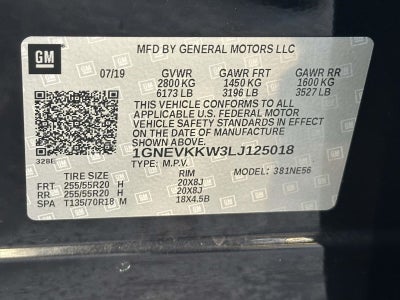 GM
MFD BY GENERAL MOTORS LLC
07/19 GVWR GAWR FRT GAWR RR
2800 KG 1450 KG 1600 KG
6173 LB 3196 LB 3527 LB
THIS VEHICLE CONFORMS TO ALL
APPLICABLE U.S. FEDERAL MOTOR
VEHICLE SAFETY STANDARDS IN EFFECT
ON THE DATE OF MANUFACTURE
SHOWN ABOVE.
1GNEVKKW3LJ125018
328E TYPE: M.P.V. MODEL: 381NE56
TIRE SIZE RIM
FRT 255/55R20 H 20X8J
RR 255/55R20 H 20X8J
SPA T135/70R18 M 18X4.5B